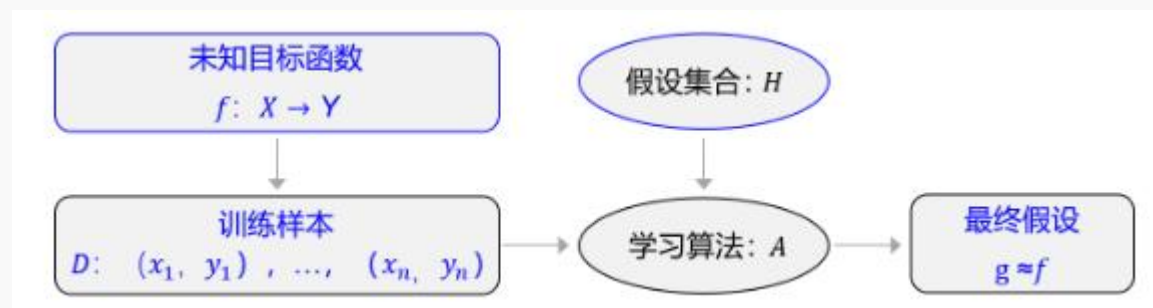 未知目标函数
f: X → Y
假设集合: H
训练样本
D: (x₁, y₁), ..., (xₙ, yₙ)
学习算法: A
最终假设
g ≈ f